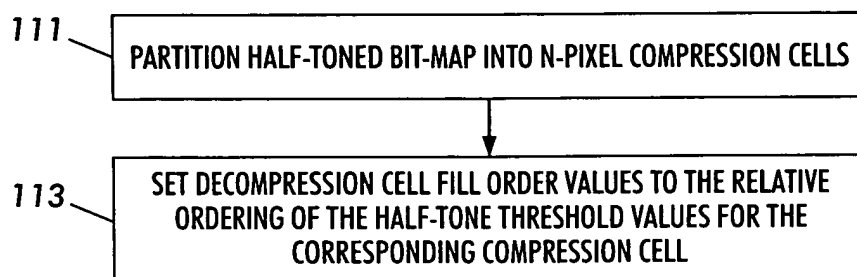 111
PARTITION HALF-TONED BIT-MAP INTO N-PIXEL COMPRESSION CELLS
113
SET DECOMPRESSION CELL FILL ORDER VALUES TO THE RELATIVE
ORDERING OF THE HALF-TONE THRESHOLD VALUES FOR THE
CORRESPONDING COMPRESSION CELL